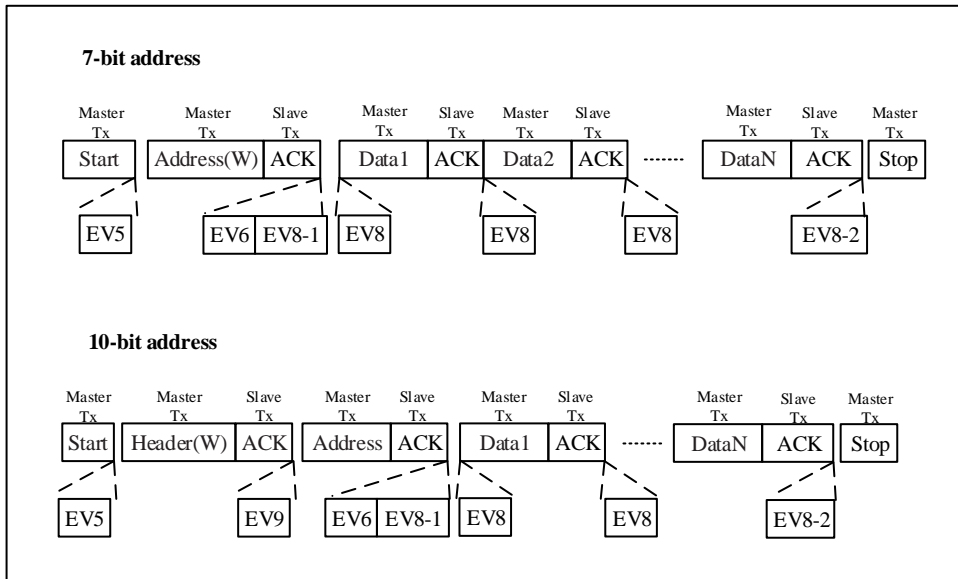 7-bit address
Master Tx Master Tx Slave Tx Master Tx Slave Tx Master Tx Slave Tx Master Tx Slave Tx Master Tx
Start Address(W) ACK Data1 ACK Data2 ACK DataN ACK Stop
EV5 EV6 EV8-1 EV8 EV8 EV8 EV8-2
10-bit address
Master Tx Master Tx Slave Tx Master Tx Slave Tx Master Tx Slave Tx Master Tx Slave Tx Master Tx
Start Header(W) ACK Address ACK Data1 ACK DataN ACK Stop
EV5 EV9 EV6 EV8-1 EV8 EV8 EV8-2